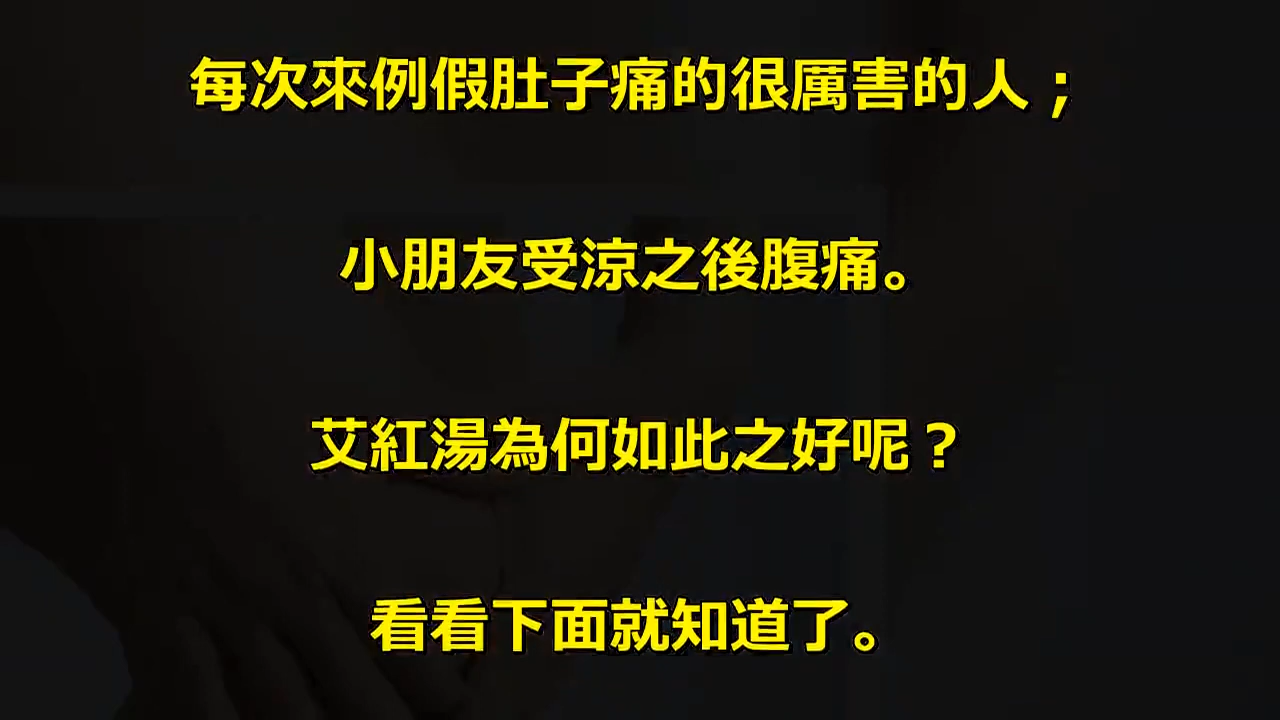 每次來例假肚子痛的很厲害的人；
小朋友受涼之後腹痛。
艾紅湯為何如此之好呢？
看看下面就知道了。